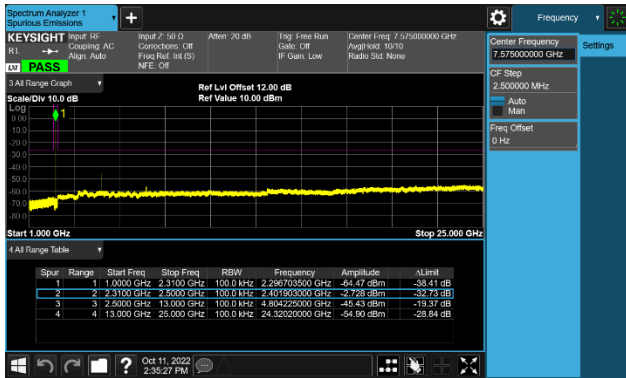 Spectrum Analyzer 1
Spurious Emissions
Frequency
KEYSIGHT Input: RF Input Z: 50 Ω Atten: 20 dB Trig: Free Run Center Freq: 7.575000000 GHz
RL Coupling: AC Corrections: Off Gate: Off Avg|Hold: 10/10
Align: Auto Freq Ref: Int (S) IF Gain: Low Radio Std: None
NFE: Off
LXI PASS
Center Frequency
7.575000000 GHz
Settings
CF Step
2.500000 MHz
Auto
Man
Freq Offset
0 Hz
3 All Range Graph
Ref Lvl Offset 12.00 dB
Scale/Div 10.0 dB Ref Value 10.00 dBm
Log
1
0.00
-10.0
-20.0
-30.0
-40.0
-50.0
-60.0
-70.0
-80.0
Start 1.000 GHz Stop 25.000 GHz
4 All Range Table
Spur Range Start Freq Stop Freq RBW Frequency Amplitude ΔLimit
1 1 1.0000 GHz 2.3100 GHz 100.0 kHz 2.296703500 GHz -64.47 dBm -38.41 dB
2 2 2.3100 GHz 2.5000 GHz 100.0 kHz 2.401903000 GHz -2.728 dBm -32.73 dB
3 3 2.5000 GHz 13.000 GHz 100.0 kHz 4.804225000 GHz -45.43 dBm -19.37 dB
4 4 13.000 GHz 25.000 GHz 100.0 kHz 24.32020000 GHz -54.90 dBm -28.84 dB
?
Oct 11, 2022
2:35:27 PM